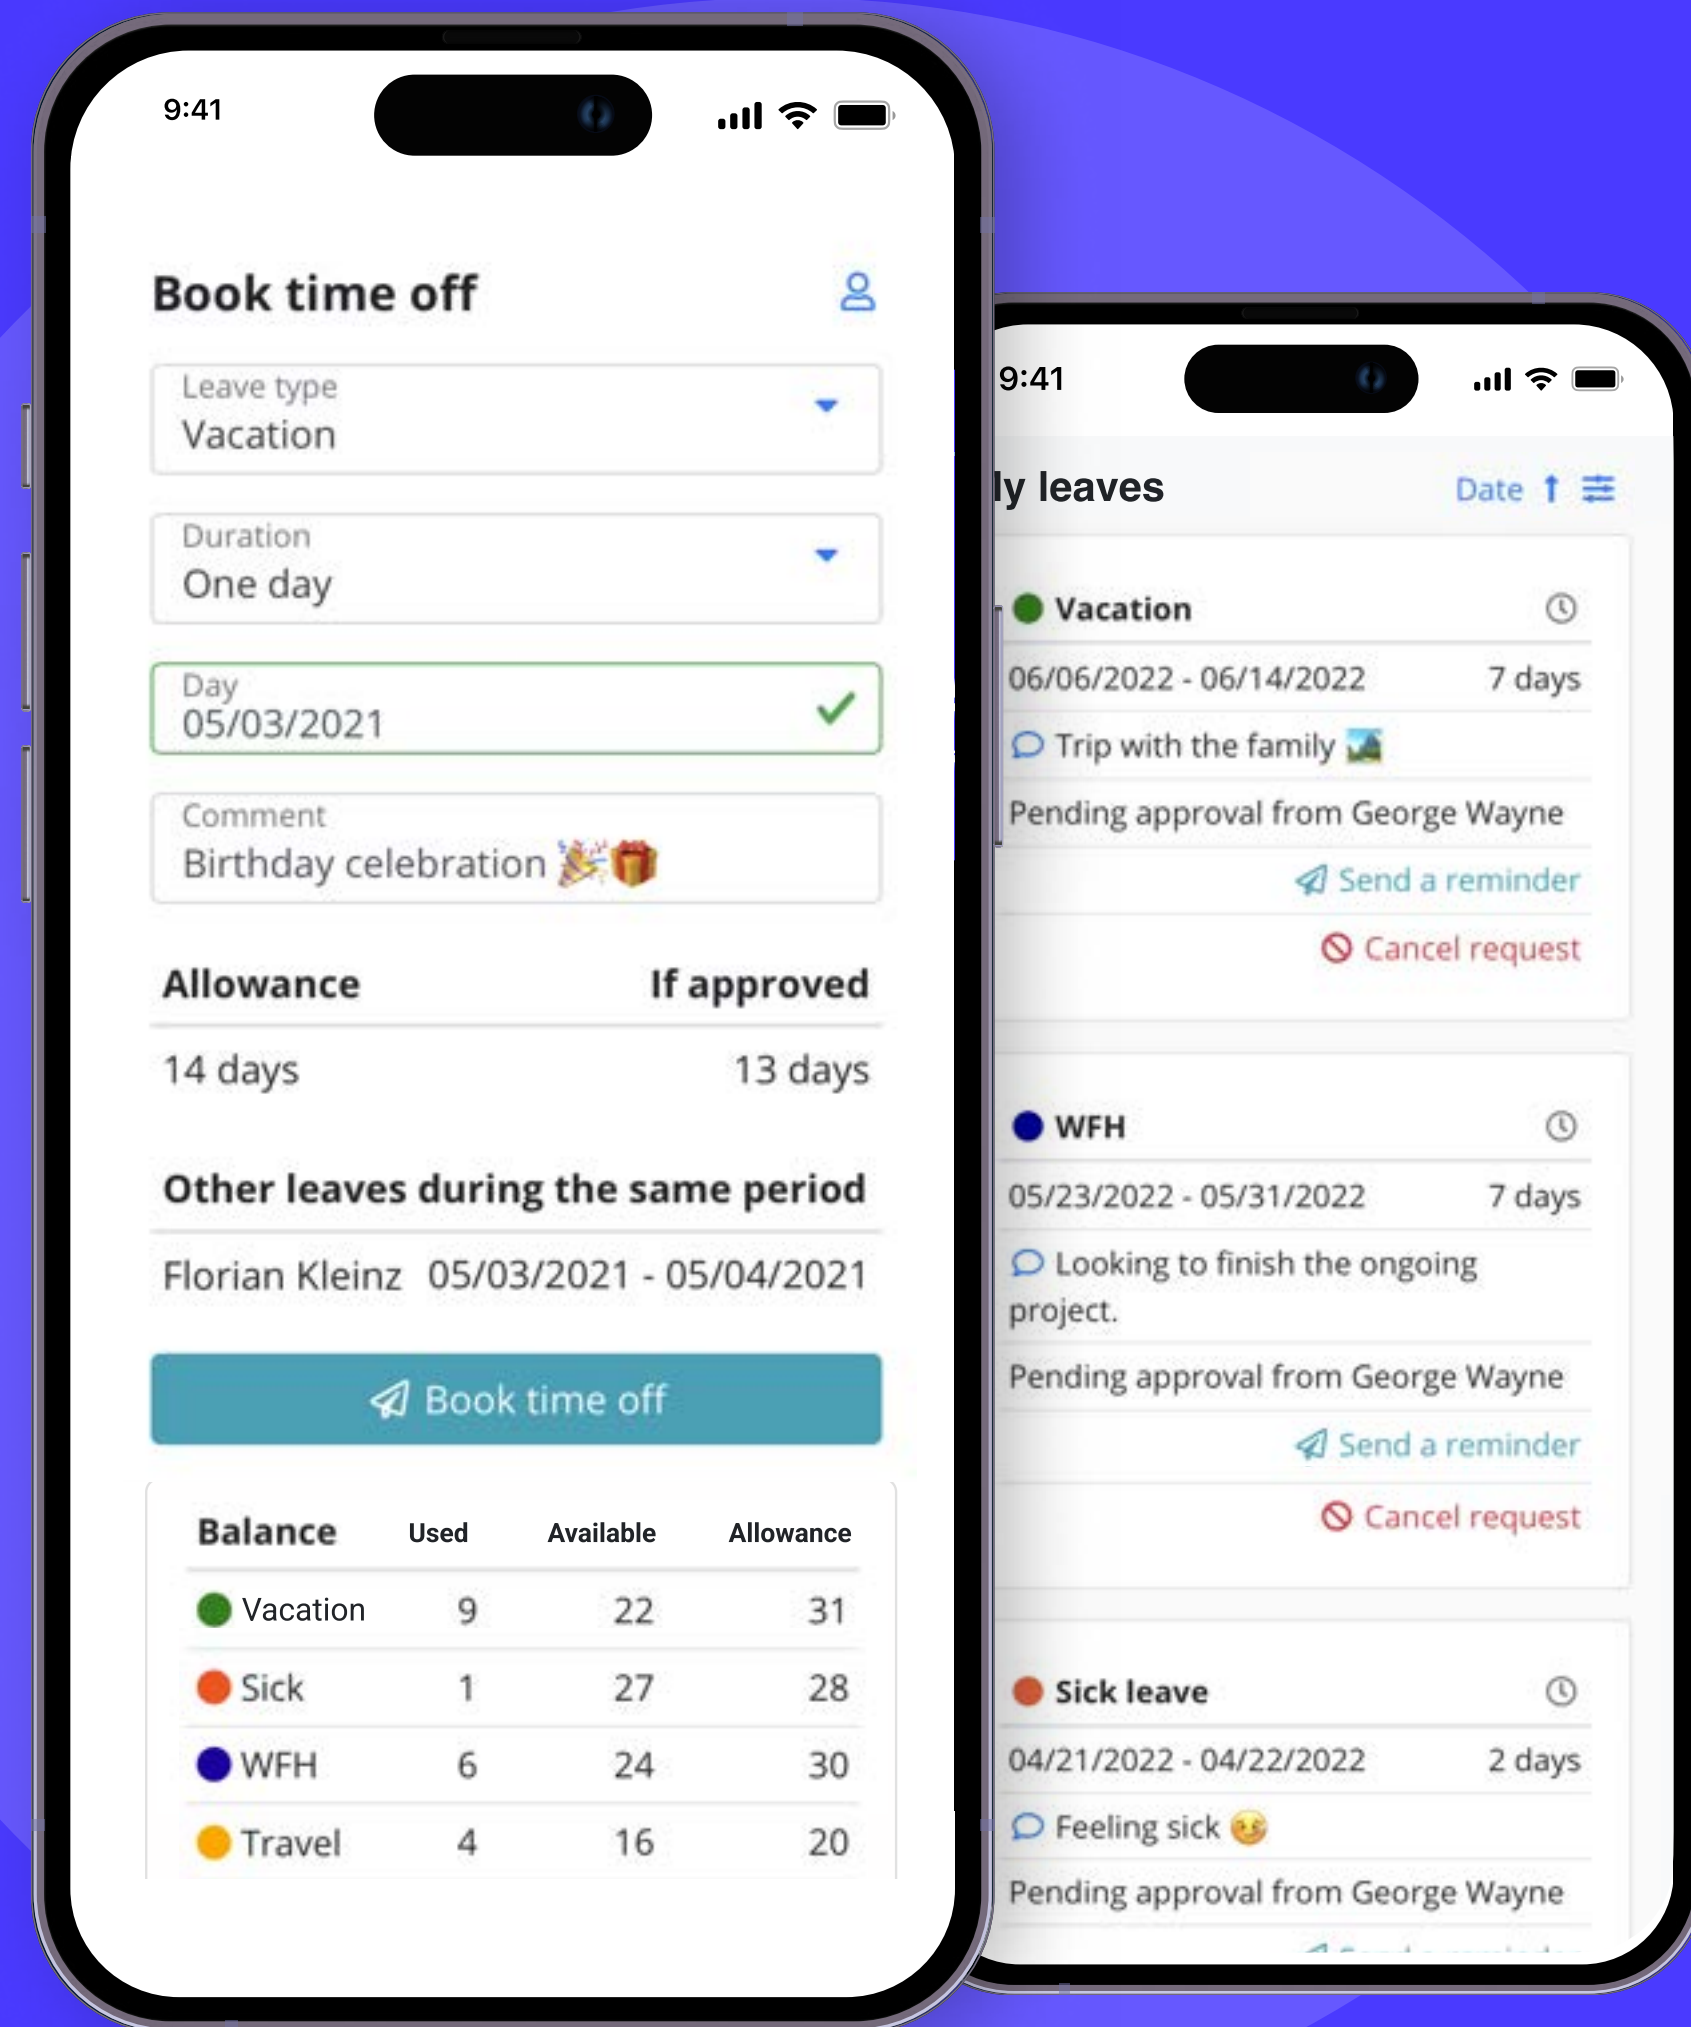 9:41
Book time off
Leave type
Vacation
Duration
One day
Day
05/03/2021
Comment
Birthday celebration 🎉🎁
Allowance If approved
14 days 13 days
Other leaves during the same period
Florian Kleinz 05/03/2021 - 05/04/2021
Book time off
Balance Used Available Allowance
Vacation 9 22 31
Sick 1 27 28
WFH 6 24 30
Travel 4 16 20
9:41
ly leaves Date
Vacation
06/06/2022 - 06/14/2022 7 days
Trip with the family 🏞️
Pending approval from George Wayne
Send a reminder
Cancel request
WFH
05/23/2022 - 05/31/2022 7 days
Looking to finish the ongoing
project.
Pending approval from George Wayne
Send a reminder
Cancel request
Sick leave
04/21/2022 - 04/22/2022 2 days
Feeling sick 🤒
Pending approval from George Wayne